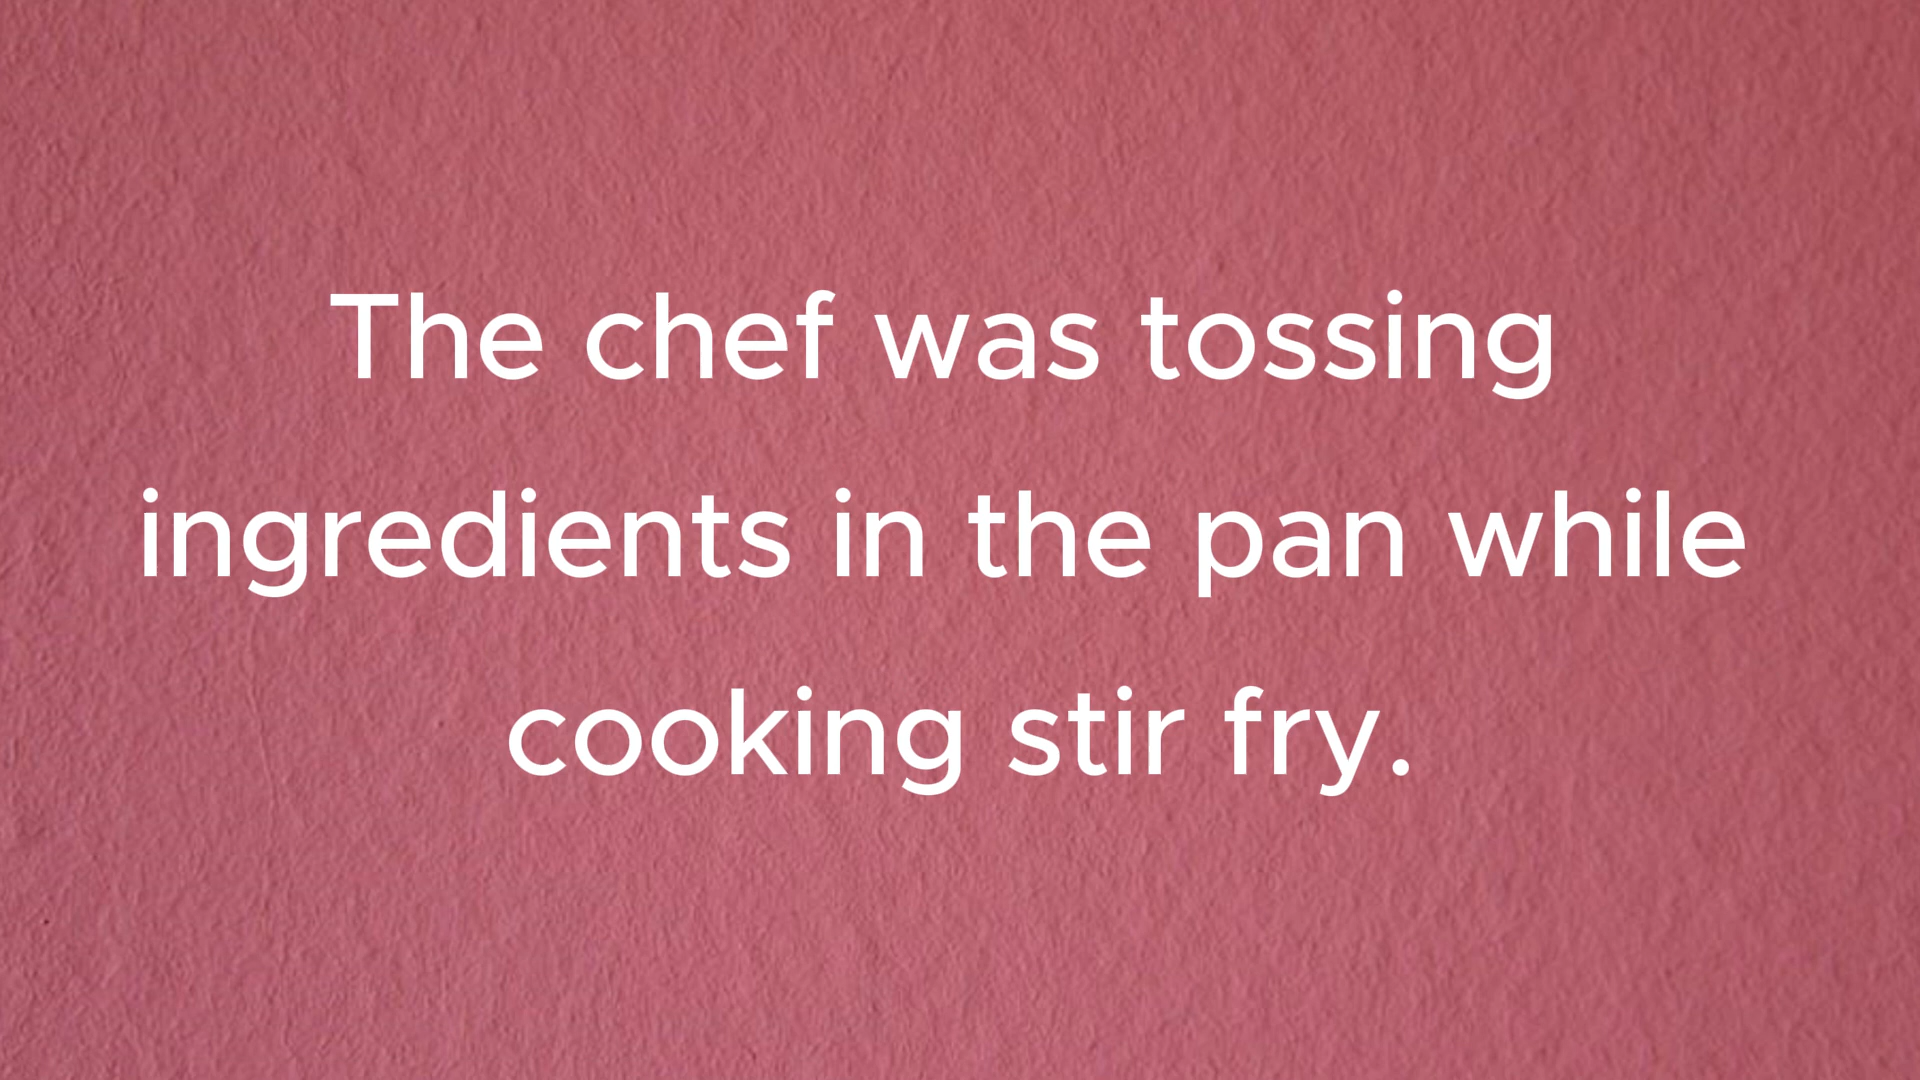 The chef was tossing
ingredients in the pan while
cooking stir fry.